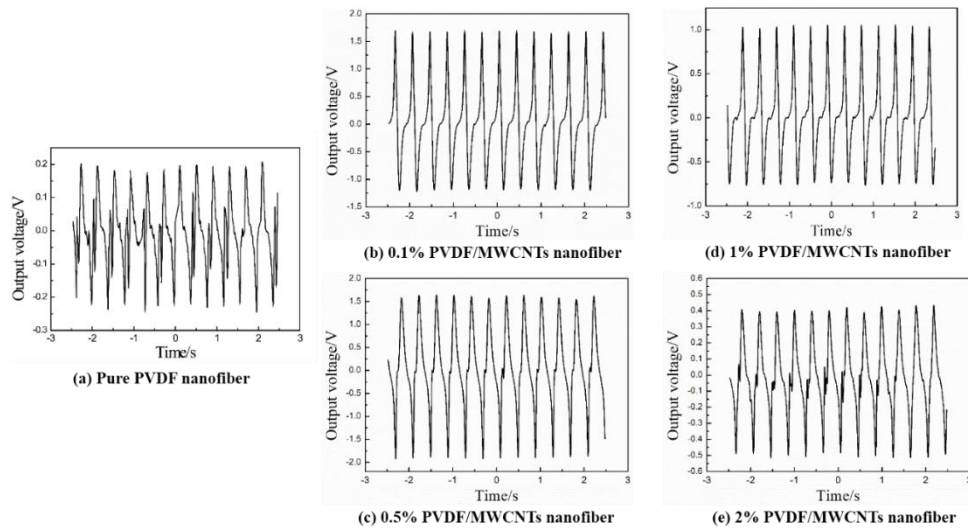 Output voltage/V
0.2
0.1
0.0
-0.1
-0.2
-0.3
-3 -2 -1 0 1 2 3
Time/s
(a) Pure PVDF nanofiber
Output voltage/V
2.0
1.5
1.0
0.5
0.0
-0.5
-1.0
-1.5
-3 -2 -1 0 1 2 3
Time/s
(b) 0.1% PVDF/MWCNTs nanofiber
Output voltage/V
1.0
0.5
0.0
-0.5
-1.0
-3 -2 -1 0 1 2 3
Time/s
(d) 1% PVDF/MWCNTs nanofiber
Output voltage/V
2.0
1.5
1.0
0.5
0.0
-0.5
-1.0
-1.5
-2.0
-3 -2 -1 0 1 2 3
Time/s
(c) 0.5% PVDF/MWCNTs nanofiber
Output voltage/V
0.6
0.5
0.4
0.3
0.2
0.1
0.0
-0.1
-0.2
-0.3
-0.4
-0.5
-0.6
-3 -2 -1 0 1 2 3
Time/s
(e) 2% PVDF/MWCNTs nanofiber